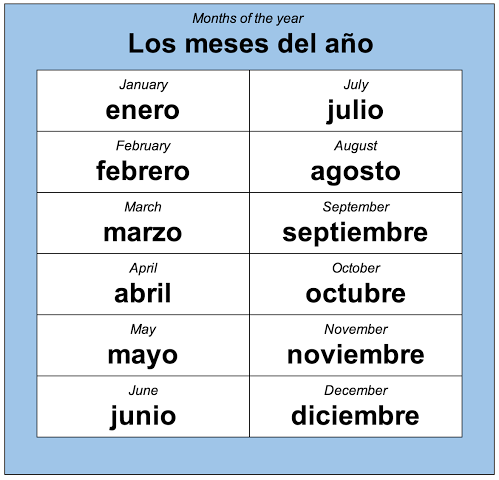 Months of the year
Los meses del año
January
enero
July
julio
February
febrero
August
agosto
March
marzo
September
septiembre
April
abril
October
octubre
May
mayo
November
noviembre
June
junio
December
diciembre